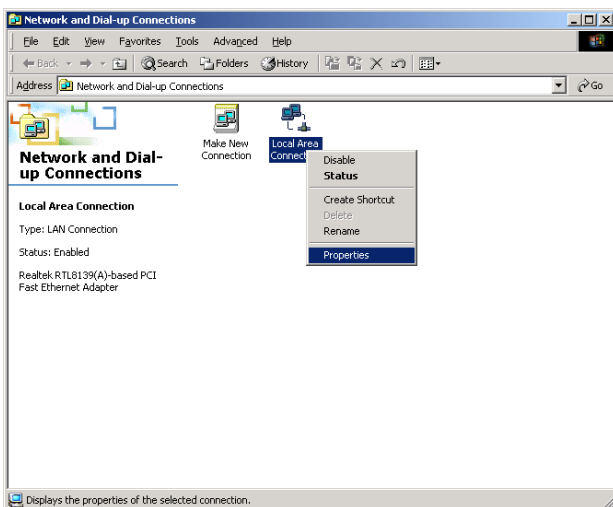 Network and Dial-up Connections
File Edit View Favorites Tools Advanced Help
Back Search Folders History
Address Network and Dial-up Connections Go
Make New
Connection
Local Area
Connect
Disable
Status
Create Shortcut
Delete
Rename
Properties
Network and Dial-
up Connections
Local Area Connection
Type: LAN Connection
Status: Enabled
Realtek RTL8139(A)-based PCI
Fast Ethernet Adapter
Displays the properties of the selected connection.